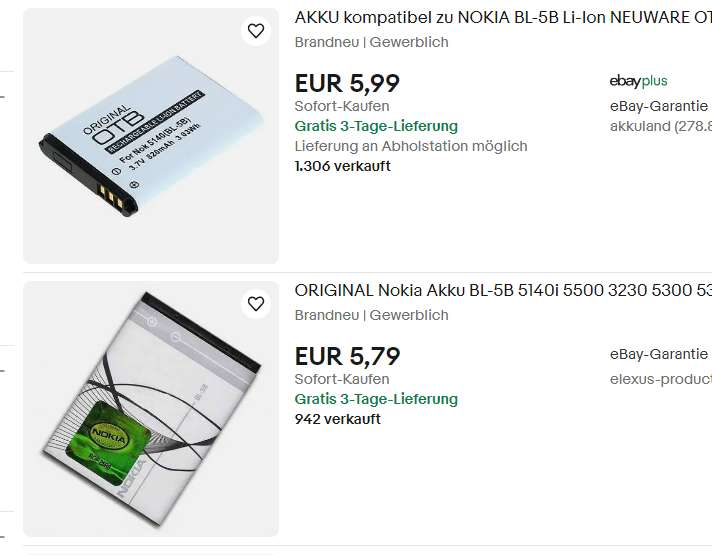 AKKU kompatibel zu NOKIA BL-5B Li-Ion NEUWARE OT
Brandneu | Gewerblich
EUR 5,99
Sofort-Kaufen
Gratis 3-Tage-Lieferung
Lieferung an Abholstation möglich
1.306 verkauft
ebayplus
eBay-Garantie
akkuland (278.8
ORIGINAL
OTB
RECHARGEABLE LI-ION BATTERY
For Nok 5140(BL-5B)
3.7V 820mAh 3.03Wh
ORIGINAL Nokia Akku BL-5B 5140i 5500 3230 5300 53
Brandneu | Gewerblich
EUR 5,79
Sofort-Kaufen
Gratis 3-Tage-Lieferung
942 verkauft
eBay-Garantie
elexus-product
BL-5B
NOKIA
NOKIA